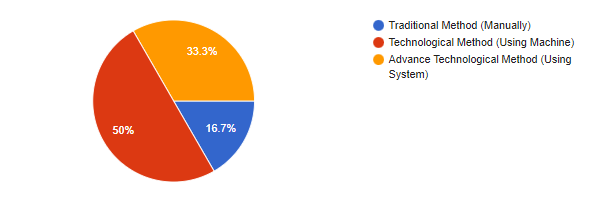 33.3%
50%
16.7%
Traditional Method (Manually)
Technological Method (Using Machine)
Advance Technological Method (Using
System)